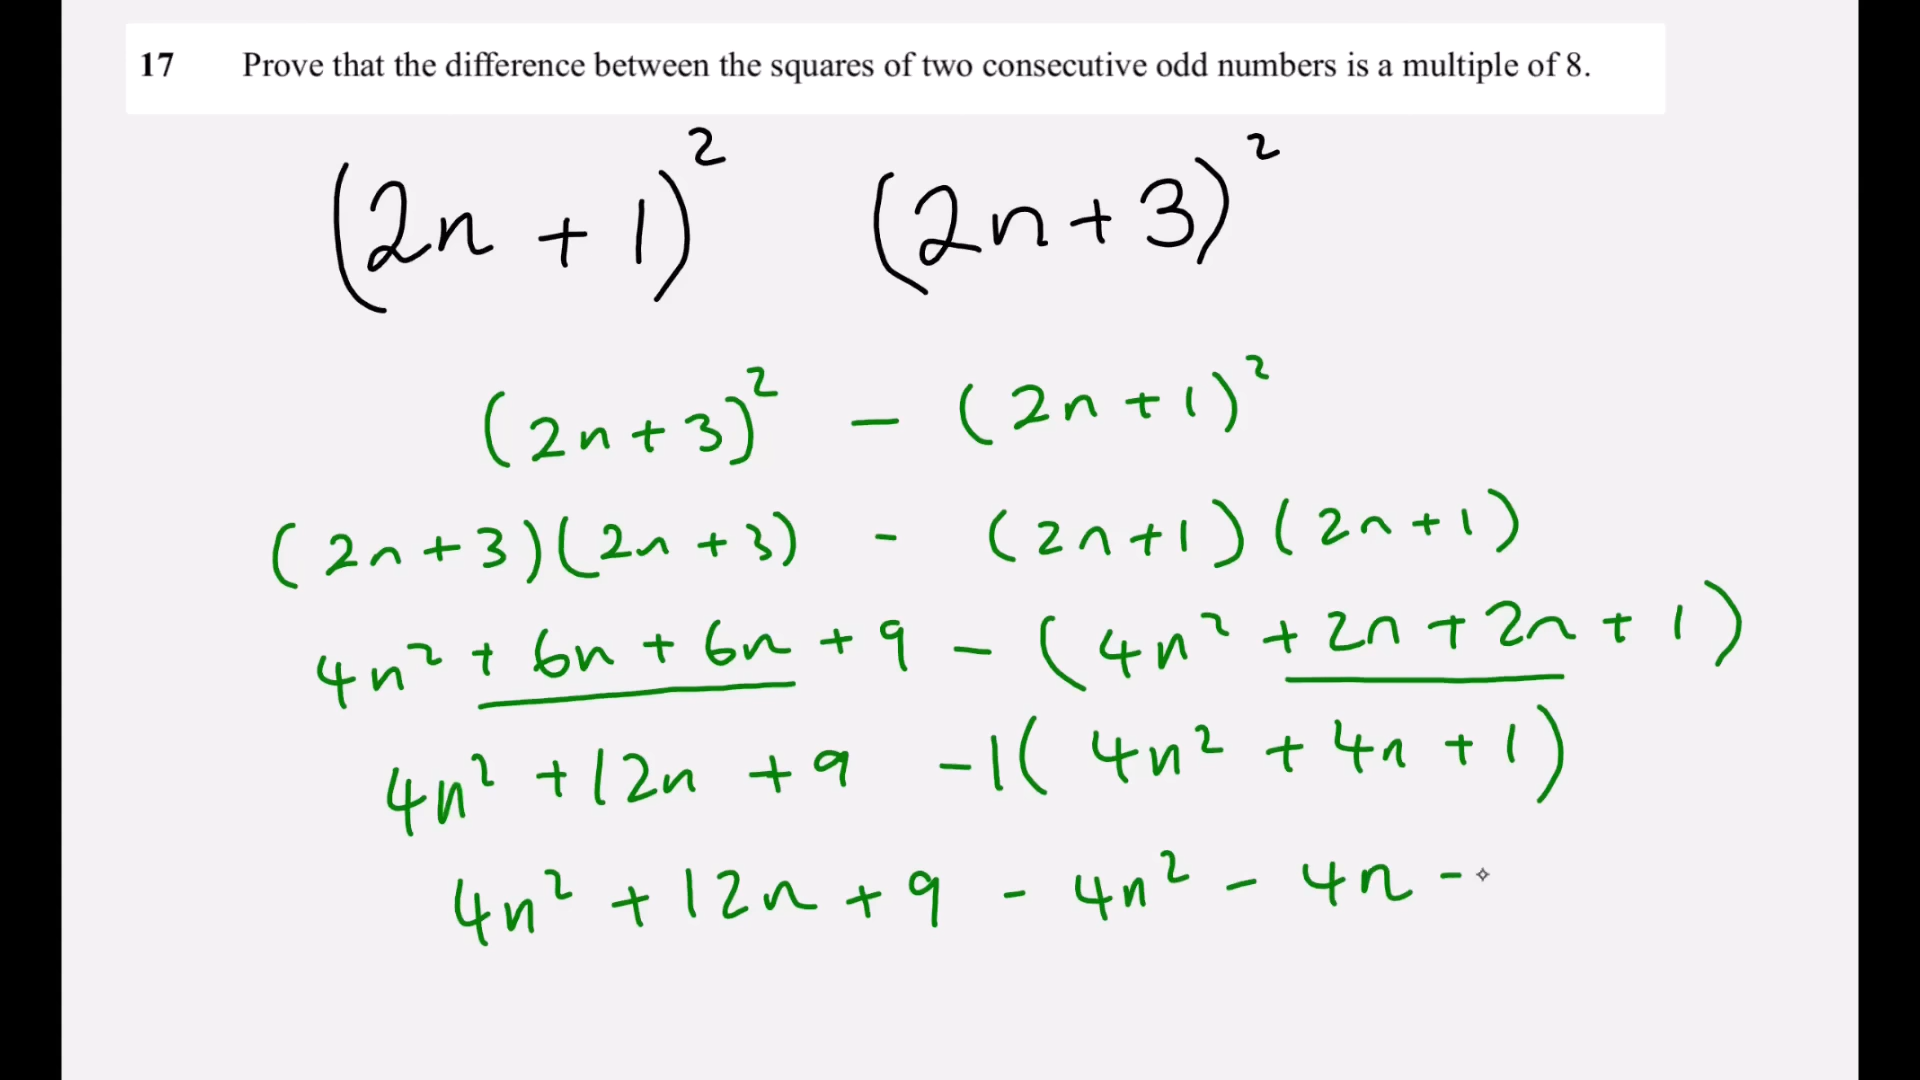 17 Prove that the difference between the squares of two consecutive odd numbers is a multiple of 8.
(2n + 1)² (2n + 3)²
(2n + 3)² - (2n + 1)²
(2n + 3)(2n + 3) - (2n + 1)(2n + 1)
4n² + 6n + 6n + 9 - (4n² + 2n + 2n + 1)
4n² + 12n + 9 - 1(4n² + 4n + 1)
4n² + 12n + 9 - 4n² - 4n -